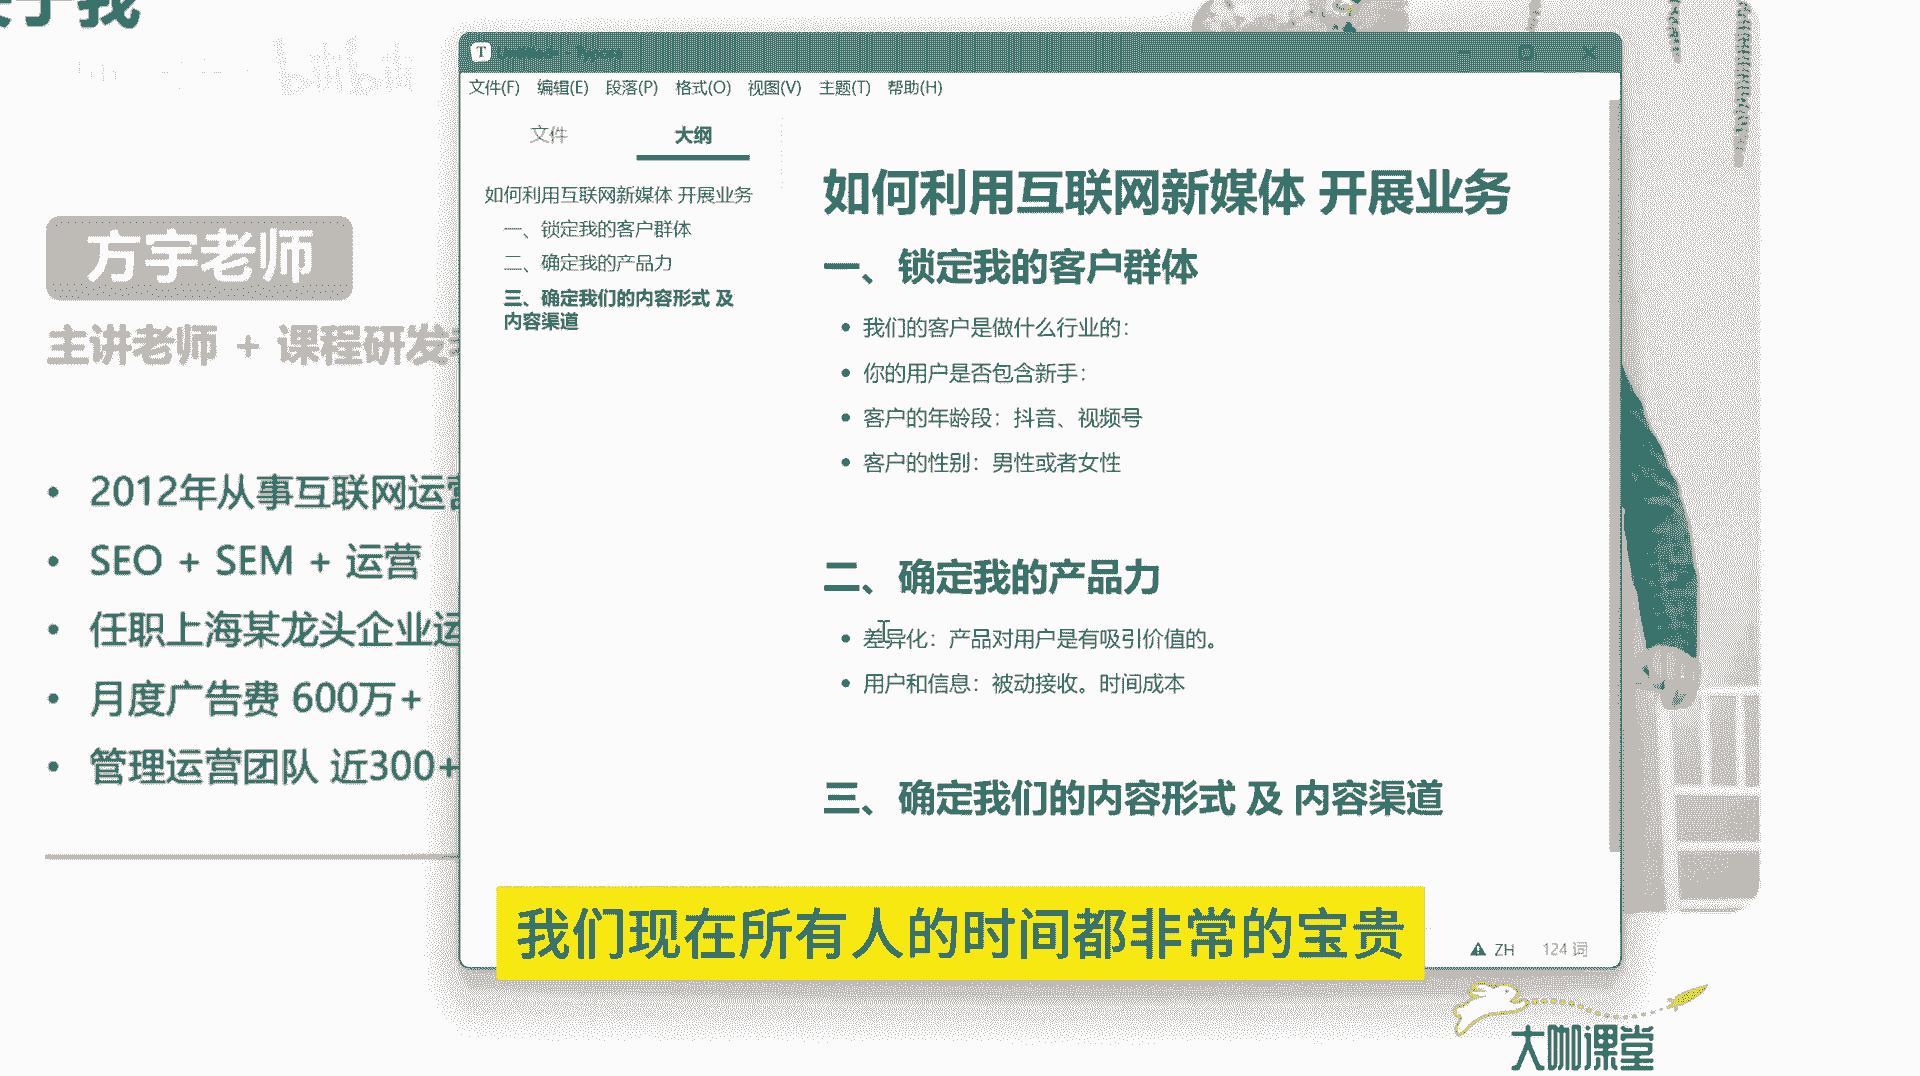 关于我
bilibili
方宇老师
主讲老师 + 课程研发
2012年从事互联网运营
SEO + SEM + 运营
任职上海某龙头企业运
月度广告费 600万+
管理运营团队 近300+
T
文件(F) 编辑(E) 段落(P) 格式(O) 视图(V) 主题(T) 帮助(H)
文件 大纲
如何利用互联网新媒体 开展业务
一、锁定我的客户群体
二、确定我的产品力
三、确定我们的内容形式 及
内容渠道
如何利用互联网新媒体 开展业务
一、锁定我的客户群体
我们的客户是做什么行业的：
你的用户是否包含新手：
客户的年龄段：抖音、视频号
客户的性别：男性或者女性
二、确定我的产品力
差异化：产品对用户是有吸引价值的。
用户和信息：被动接收。时间成本
三、确定我们的内容形式 及 内容渠道
我们现在所有人的时间都非常的宝贵
ZH 124 词
大咖课堂